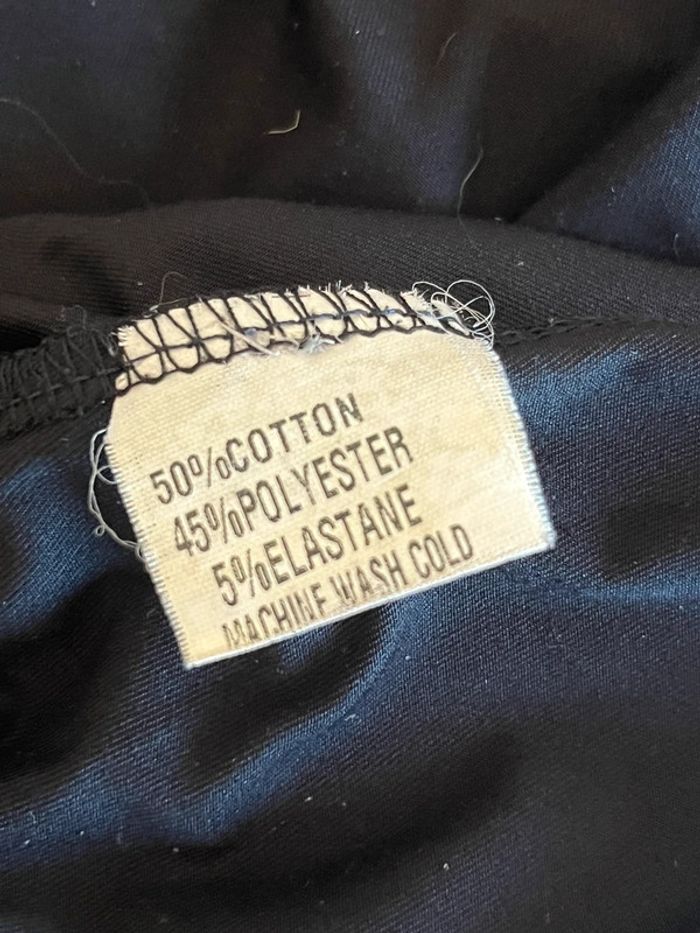 50%COTTON
45%POLYESTER
5%ELASTANE
MACHINE WASH COLD